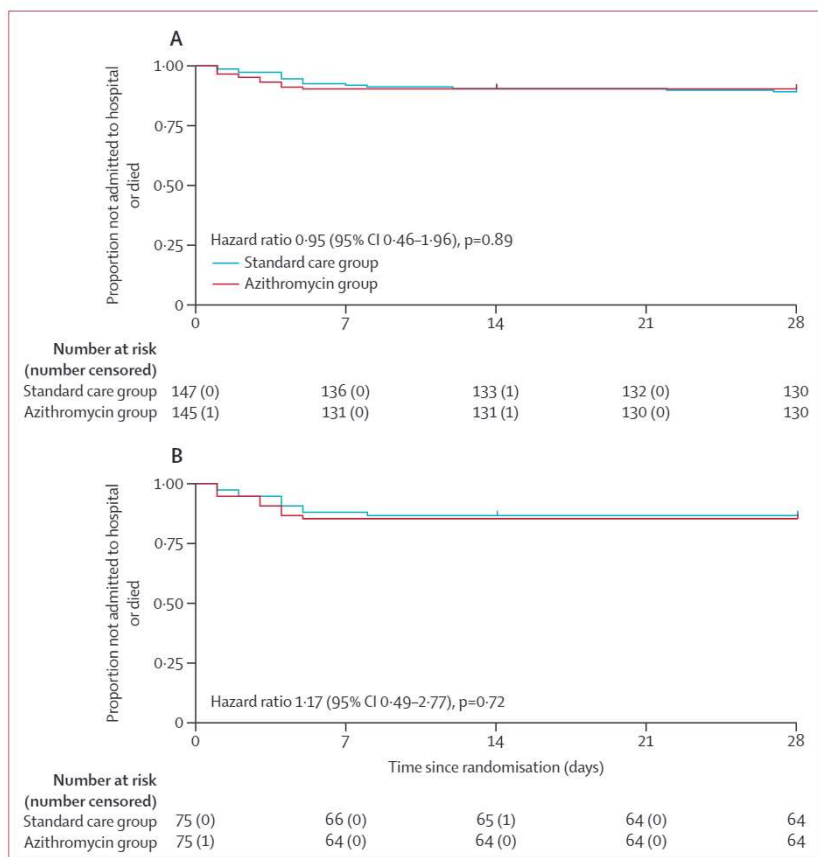 A
1·00
0·75
0·50
0·25
0
Proportion not admitted to hospital
or died
Hazard ratio 0·95 (95% CI 0·46–1·96), p=0·89
Standard care group
Azithromycin group
0 7 14 21 28
Number at risk
(number censored)
Standard care group 147 (0) 136 (0) 133 (1) 132 (0) 130
Azithromycin group 145 (1) 131 (0) 131 (1) 130 (0) 130
B
1·00
0·75
0·50
0·25
0
Proportion not admitted to hospital
or died
Hazard ratio 1·17 (95% CI 0·49–2·77), p=0·72
0 7 14 21 28
Time since randomisation (days)
Number at risk
(number censored)
Standard care group 75 (0) 66 (0) 65 (1) 64 (0) 64
Azithromycin group 75 (1) 64 (0) 64 (0) 64 (0) 64